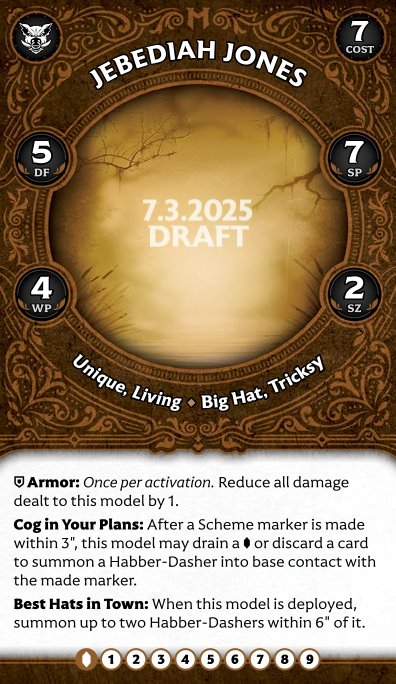 7
COST
JEBEDIAH JONES
5
DF
7
SP
7.3.2025
DRAFT
4
WP
2
SZ
Unique, Living ◆ Big Hat, Tricksy
Armor: Once per activation. Reduce all damage
dealt to this model by 1.
Cog in Your Plans: After a Scheme marker is made
within 3", this model may drain a or discard a card
to summon a Habber-Dasher into base contact with
the made marker.
Best Hats in Town: When this model is deployed,
summon up to two Habber-Dashers within 6" of it.
1 2 3 4 5 6 7 8 9